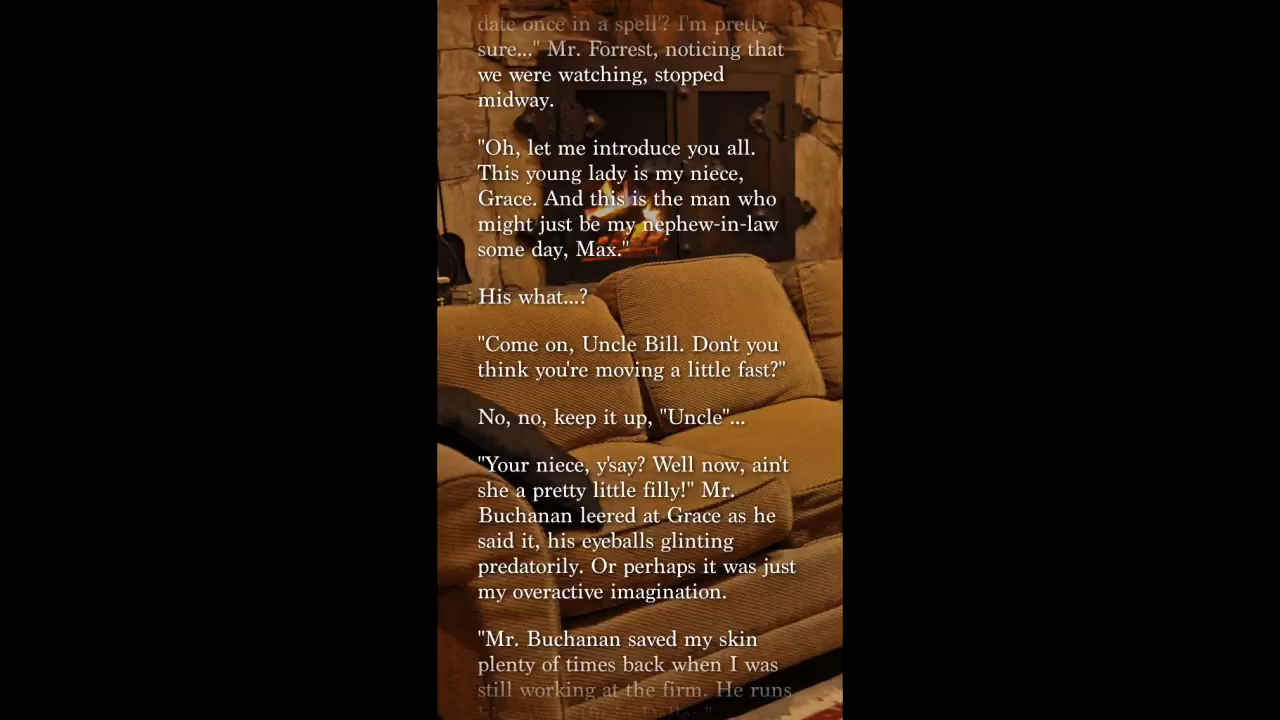 date once in a spell'? I'm pretty
sure..." Mr. Forrest, noticing that
we were watching, stopped
midway.
"Oh, let me introduce you all.
This young lady is my niece,
Grace. And this is the man who
might just be my nephew-in-law
some day, Max."
His what...?
"Come on, Uncle Bill. Don't you
think you're moving a little fast?"
No, no, keep it up, "Uncle"...
"Your niece, y'say? Well now, ain't
she a pretty little filly!" Mr.
Buchanan leered at Grace as he
said it, his eyeballs glinting
predatorily. Or perhaps it was just
my overactive imagination.
"Mr. Buchanan saved my skin
plenty of times back when I was
still working at the firm. He runs